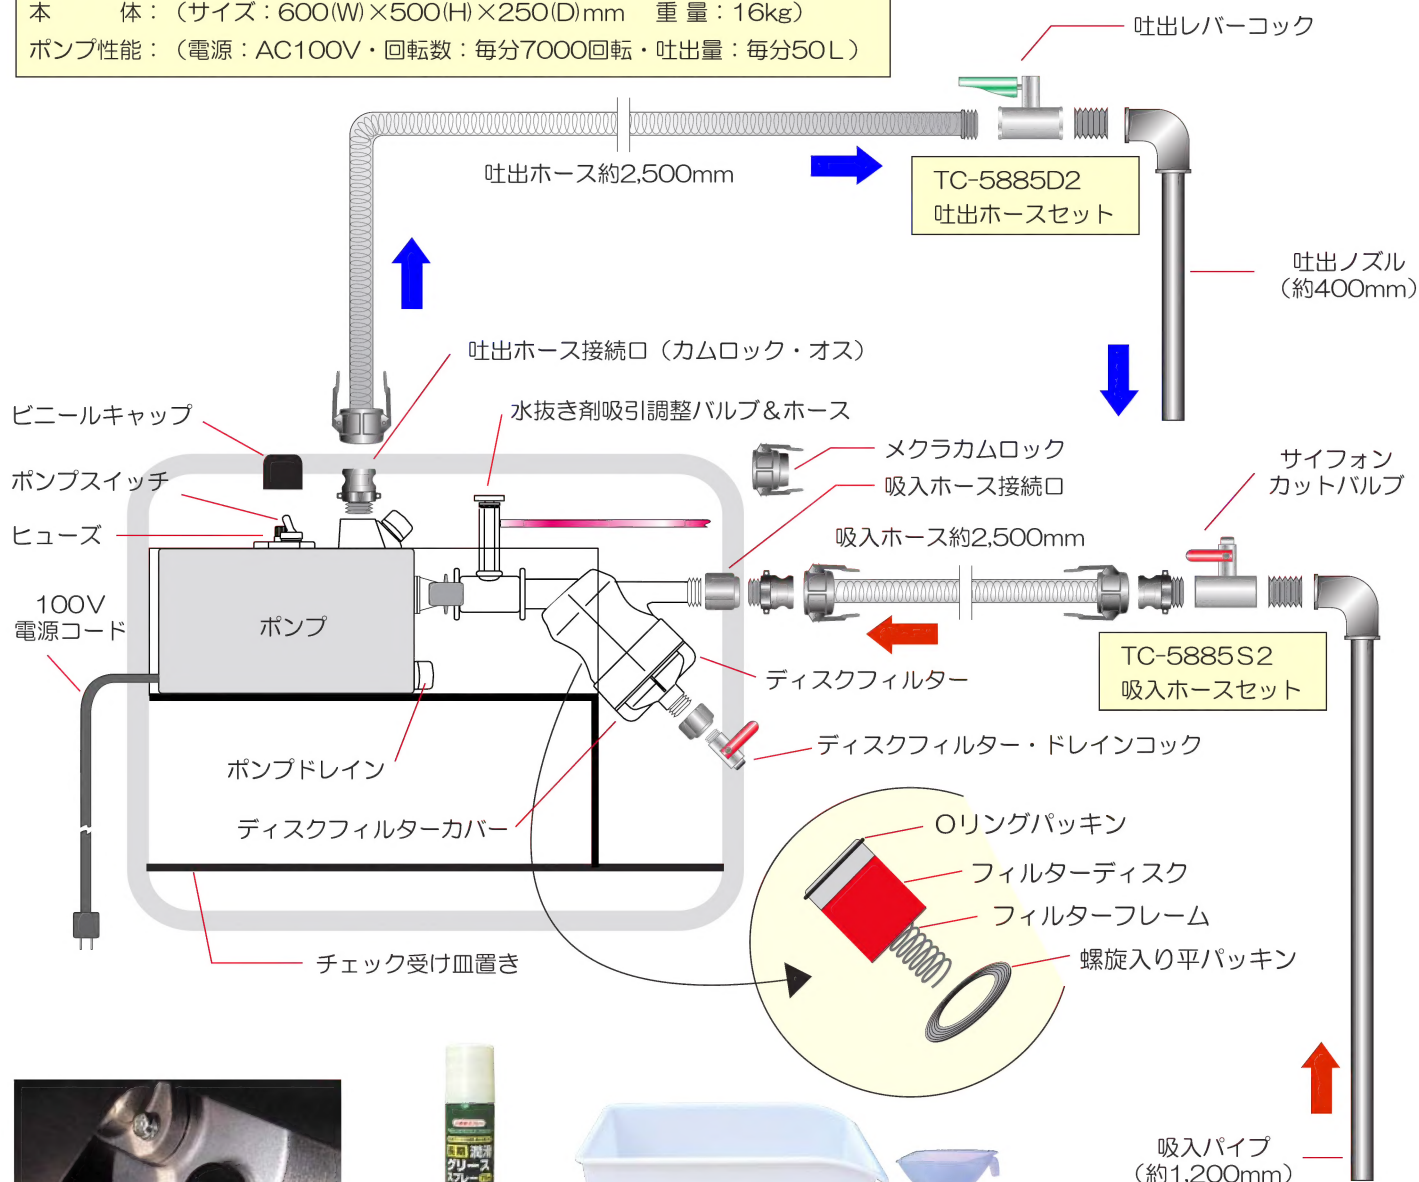 本　　体：（サイズ：600(W)×500(H)×250(D)mm　重量：16kg）
ポンプ性能：（電源：AC100V・回転数：毎分7000回転・吐出量：毎分50L）
吐出レバーコック
吐出ホース約2,500mm
TC-5885D2
吐出ホースセット
吐出ノズル
（約400mm）
吐出ホース接続口（カムロック・オス）
水抜き剤吸引調整バルブ＆ホース
ビニールキャップ
メクラカムロック
サイフォン
カットバルブ
ポンプスイッチ
吸入ホース接続口
ヒューズ
吸入ホース約2,500mm
100V
電源コード
ポンプ
TC-5885S2
吸入ホースセット
ディスクフィルター
ディスクフィルター・ドレインコック
ポンプドレイン
ディスクフィルターカバー
Oリングパッキン
フィルターディスク
フィルターフレーム
螺旋入り平パッキン
チェック受け皿置き
長期 潤滑
グリース
スプレー
吸入パイプ
（約1,200mm）